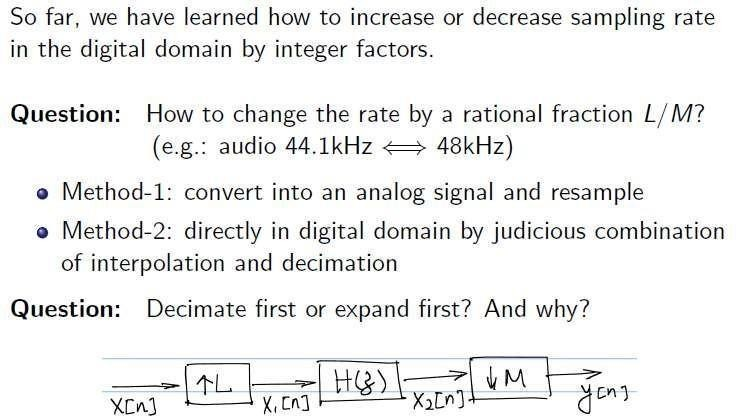 So far, we have learned how to increase or decrease sampling rate
in the digital domain by integer factors.
Question: How to change the rate by a rational fraction L/M?
(e.g.: audio 44.1kHz ⟺ 48kHz)
Method-1: convert into an analog signal and resample
Method-2: directly in digital domain by judicious combination
of interpolation and decimation
Question: Decimate first or expand first? And why?
↑L H(z) ↓M
X[n] X₁[n] X₂[n] y[n]